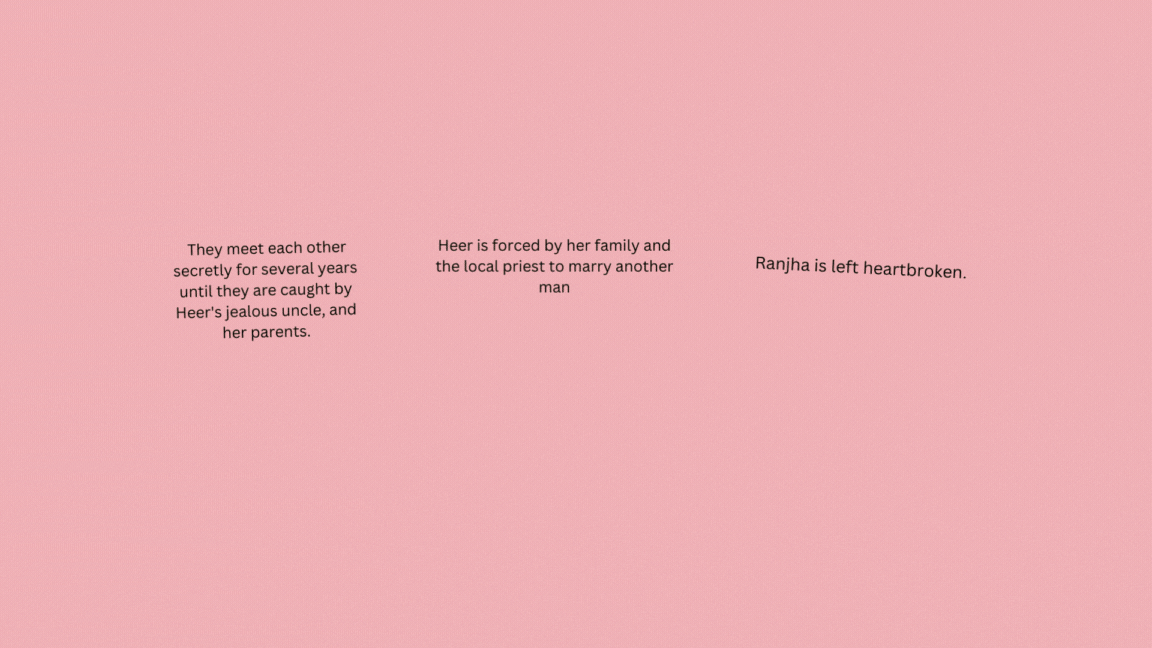 They meet each other
secretly for several years
until they are caught by
Heer's jealous uncle, and
her parents.
Heer is forced by her family and
the local priest to marry another
man
Ranjha is left heartbroken.